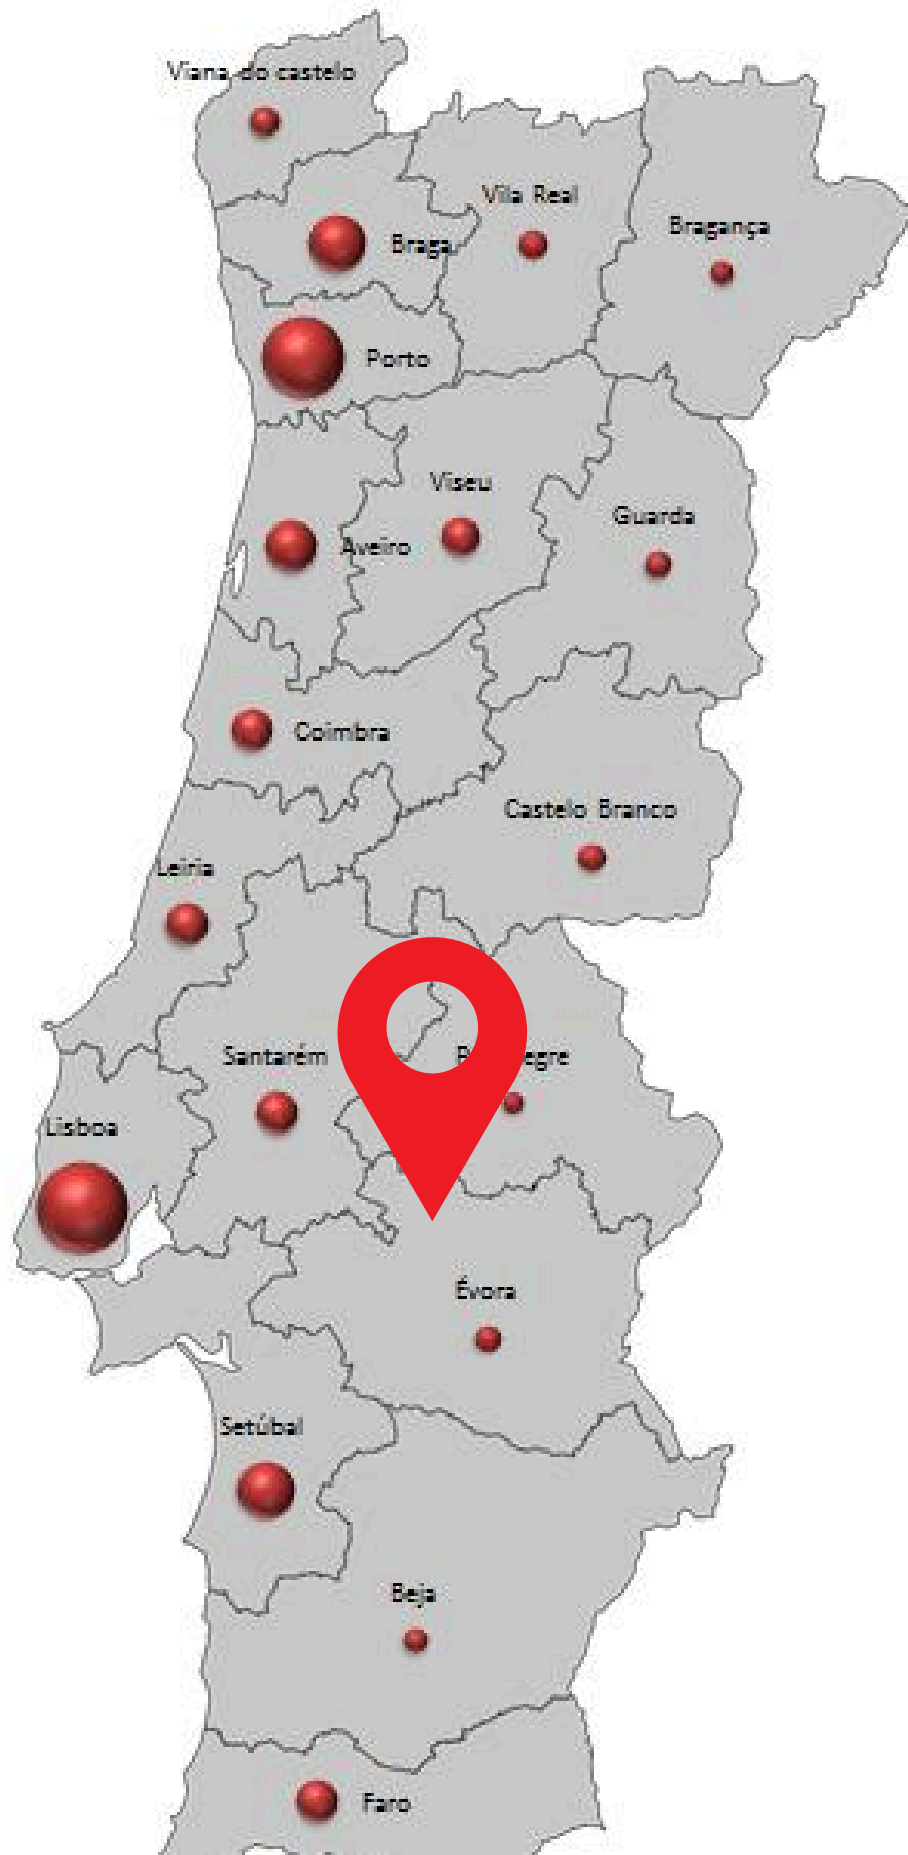 Viana do castelo
Vila Real
Bragança
Braga
Porto
Viseu
Guarda
Aveiro
Coimbra
Castelo Branco
Leiria
Santarém
Lisboa
Évora
Setúbal
Beja
Faro